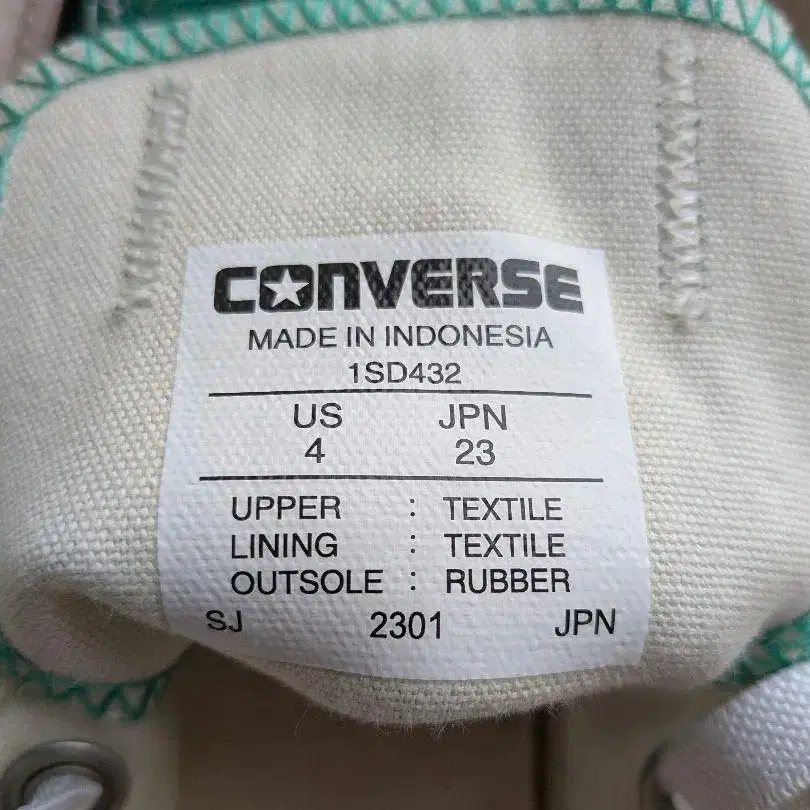 CONVERSE
MADE IN INDONESIA
1SD432
US JPN
4 23
UPPER : TEXTILE
LINING : TEXTILE
OUTSOLE : RUBBER
SJ 2301 JPN